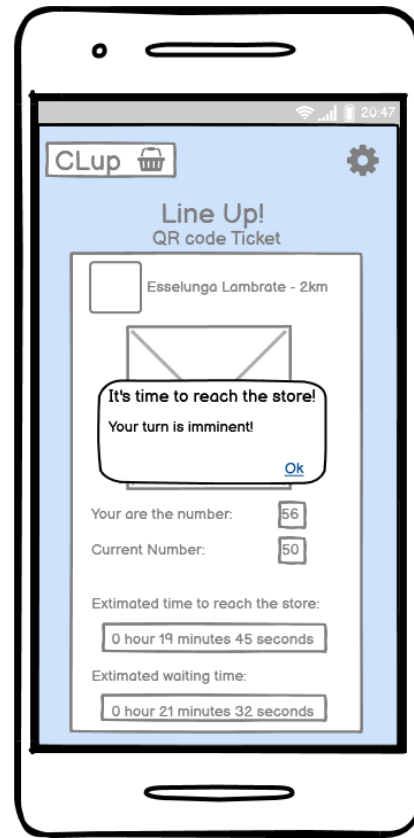 20:47
CLup
Line Up!
QR code Ticket
Esselunga Lambrate - 2km
It's time to reach the store!
Your turn is imminent!
Ok
Your are the number: 56
Current Number: 50
Extimated time to reach the store:
0 hour 19 minutes 45 seconds
Extimated waiting time:
0 hour 21 minutes 32 seconds